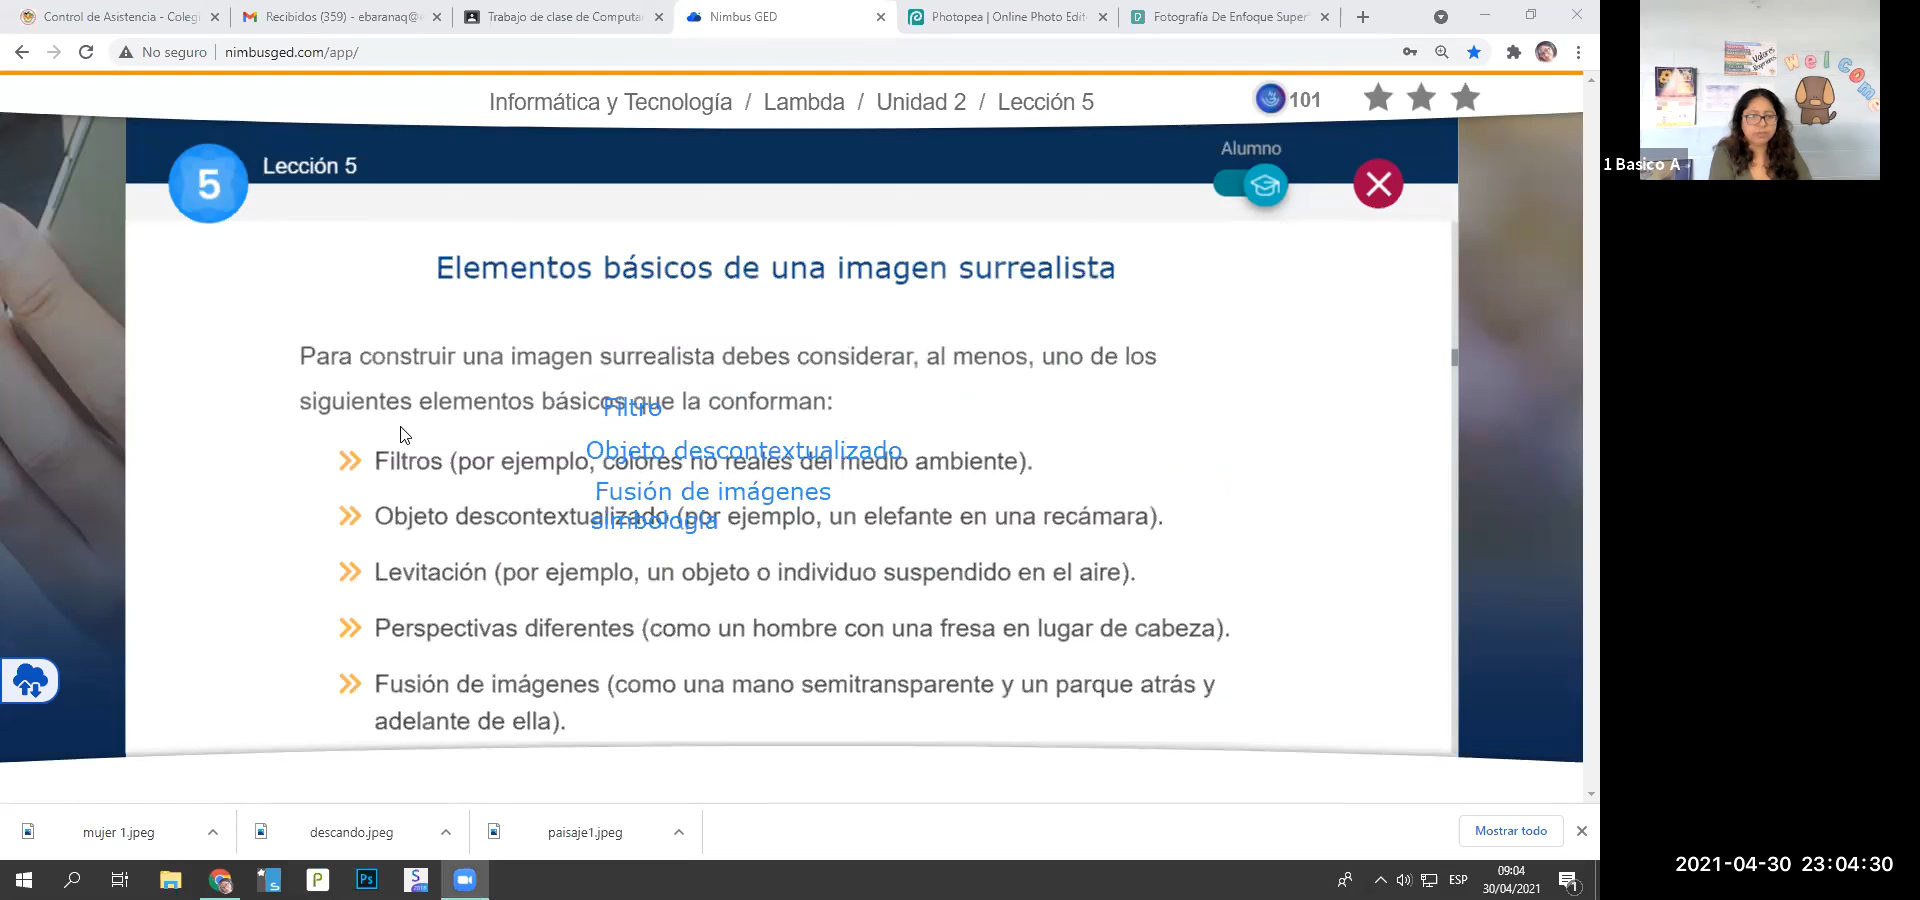 Control de Asistencia - Coleg
Recibidos (359) - ebaranaq@
Trabajo de clase de Computa
Nimbus GED
Photopea | Online Photo Edit
Fotografía De Enfoque Super
No seguro
nimbusged.com/app/
Informática y Tecnología / Lambda / Unidad 2 / Lección 5
101
5
Lección 5
Alumno
Elementos básicos de una imagen surrealista
Para construir una imagen surrealista debes considerar, al menos, uno de los
siguientes elementos básicos que la conforman:
Filtro
Objeto descontextualizado
Filtros (por ejemplo, colores no reales del medio ambiente).
Fusión de imágenes
Objeto descontextualizado (por ejemplo, un elefante en una recámara).
simbología
Levitación (por ejemplo, un objeto o individuo suspendido en el aire).
Perspectivas diferentes (como un hombre con una fresa en lugar de cabeza).
Fusión de imágenes (como una mano semitransparente y un parque atrás y
adelante de ella).
mujer 1.jpeg
descando.jpeg
paisaje1.jpeg
Mostrar todo
ESP
09:04
30/04/2021
1
Valores
welcome
1 Basico A
2021-04-30 23:04:30